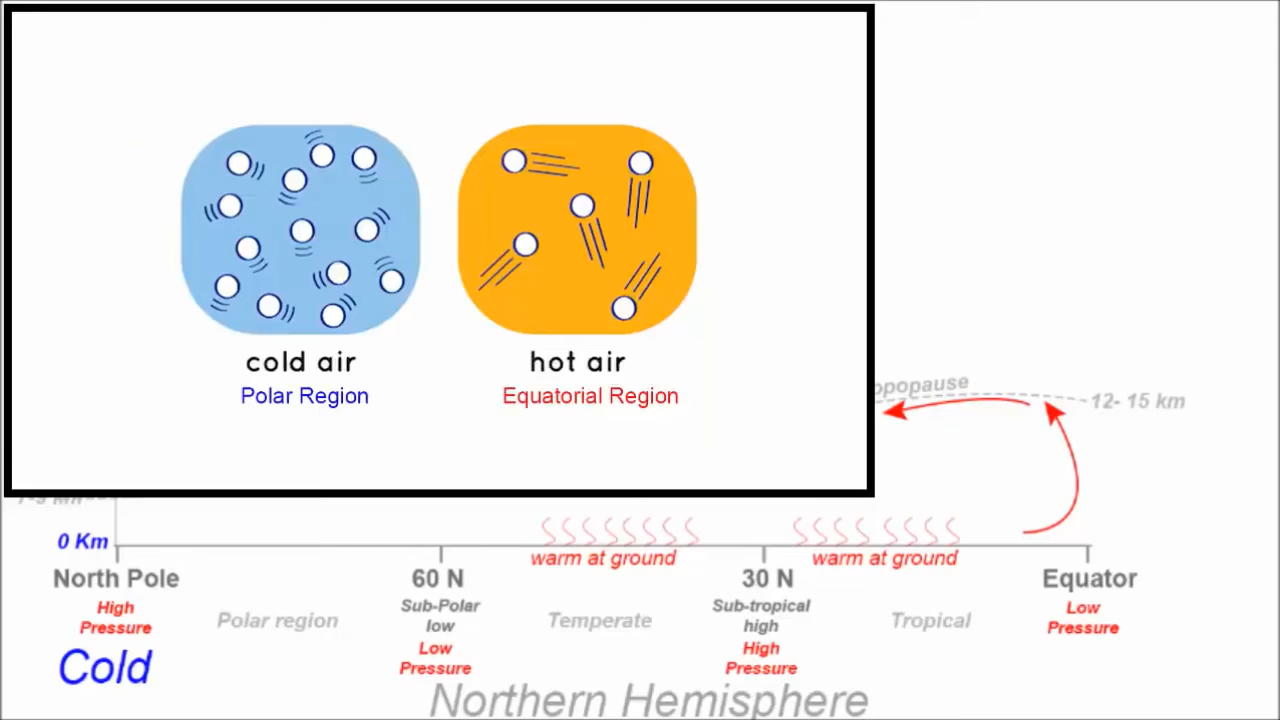 cold air
hot air
Polar Region
Equatorial Region
opopause
12- 15 km
0 Km
warm at ground
warm at ground
North Pole
60 N
30 N
Equator
High
Pressure
Polar region
Sub-Polar
low
Low
Pressure
Temperate
Sub-tropical
high
High
Pressure
Tropical
Low
Pressure
Cold
Northern Hemisphere